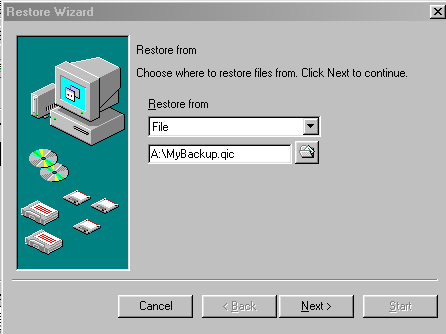 Restore Wizard
Restore from
Choose where to restore files from. Click Next to continue.
Restore from
File
A:\MyBackup.qic
Cancel
< Back
Next >
Start